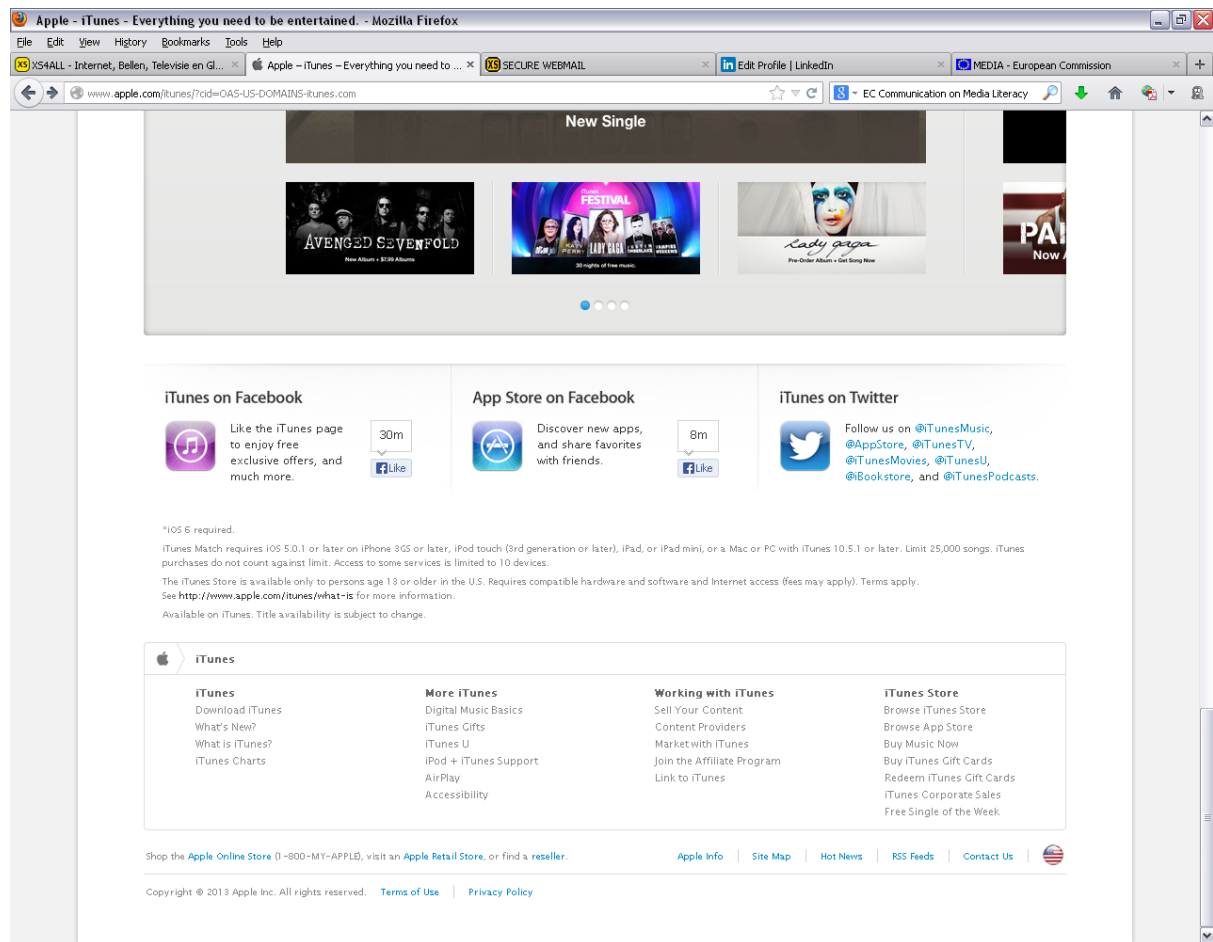 Apple - iTunes - Everything you need to be entertained. - Mozilla Firefox
File Edit View History Bookmarks Tools Help
XS4ALL - Internet, Bellen, Televisie en Gl... Apple – iTunes – Everything you need to ... SECURE WEBMAIL Edit Profile | LinkedIn MEDIA - European Commission
www.apple.com/itunes/?cid=OAS-US-DOMAINS-itunes.com EC Communication on Media Literacy
New Single
AVENGED SEVENFOLD
New Album + $7.99 Albums
iTunes
FESTIVAL
KATY PERRY LADY GAGA VAMPIRE WEEKEND
30 nights of free music.
Lady gaga
Pre-Order Album + Get Song Now
PA
Now
iTunes on Facebook
Like the iTunes page
to enjoy free
exclusive offers, and
much more.
30m
Like
App Store on Facebook
Discover new apps,
and share favorites
with friends.
8m
Like
iTunes on Twitter
Follow us on @iTunesMusic,
@AppStore, @iTunesTV,
@iTunesMovies, @iTunesU,
@iBookstore, and @iTunesPodcasts.
*iOS 6 required.
iTunes Match requires iOS 5.0.1 or later on iPhone 3GS or later, iPod touch (3rd generation or later), iPad, or iPad mini, or a Mac or PC with iTunes 10.5.1 or later. Limit 25,000 songs. iTunes
purchases do not count against limit. Access to some services is limited to 10 devices.
The iTunes Store is available only to persons age 13 or older in the U.S. Requires compatible hardware and software and Internet access (fees may apply). Terms apply.
See http://www.apple.com/itunes/what-is for more information.
Available on iTunes. Title availability is subject to change.
iTunes
iTunes
Download iTunes
What's New?
What is iTunes?
iTunes Charts
More iTunes
Digital Music Basics
iTunes Gifts
iTunes U
iPod + iTunes Support
AirPlay
Accessibility
Working with iTunes
Sell Your Content
Content Providers
Market with iTunes
Join the Affiliate Program
Link to iTunes
iTunes Store
Browse iTunes Store
Browse App Store
Buy Music Now
Buy iTunes Gift Cards
Redeem iTunes Gift Cards
iTunes Corporate Sales
Free Single of the Week
Shop the Apple Online Store (1-800-MY-APPLE), visit an Apple Retail Store, or find a reseller. Apple Info Site Map Hot News RSS Feeds Contact Us
Copyright © 2013 Apple Inc. All rights reserved. Terms of Use Privacy Policy